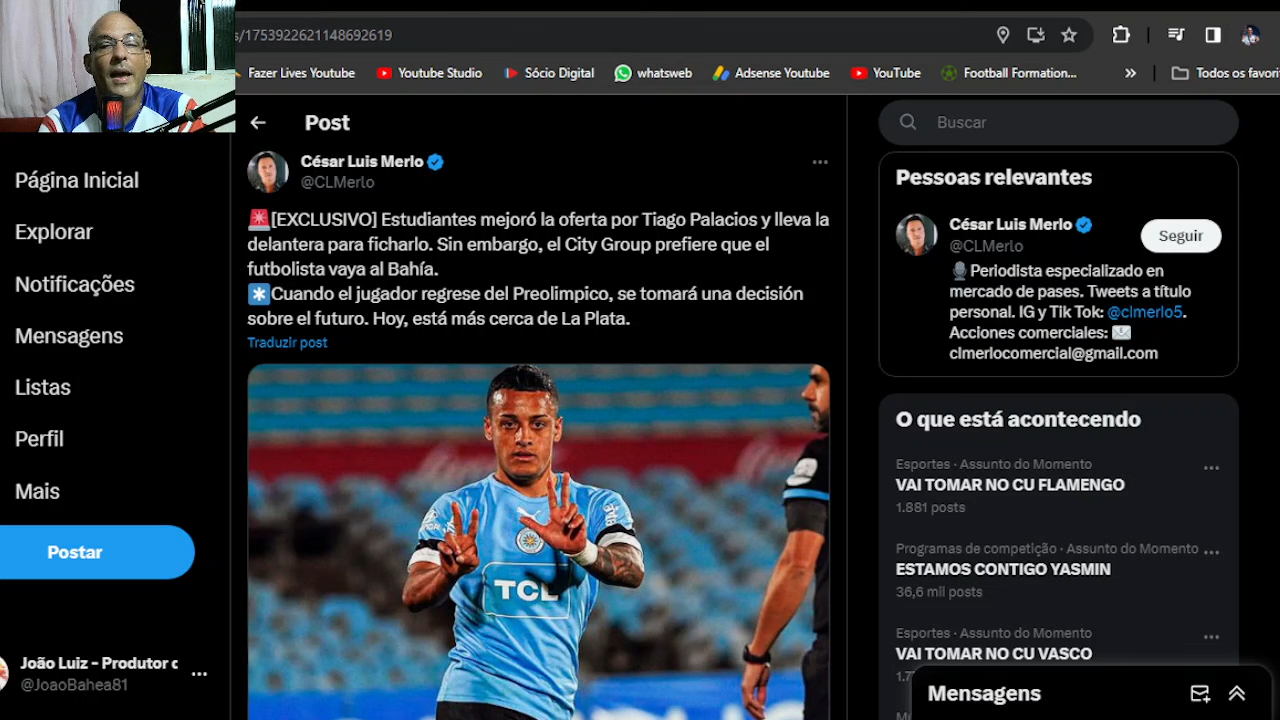 s/1753922621148692619
Fazer Lives Youtube
Youtube Studio
Sócio Digital
whatsweb
Adsense Youtube
YouTube
Football Formation...
»
Todos os favorit
Post
Buscar
César Luis Merlo
@CLMerlo
[EXCLUSIVO] Estudiantes mejoró la oferta por Tiago Palacios y lleva la
delantera para ficharlo. Sin embargo, el City Group prefiere que el
futbolista vaya al Bahía.
Cuando el jugador regrese del Preolimpico, se tomará una decisión
sobre el futuro. Hoy, está más cerca de La Plata.
Traduzir post
TCL
Página Inicial
Explorar
Notificações
Mensagens
Listas
Perfil
Mais
Postar
João Luiz - Produtor c
@JoaoBahea81
Pessoas relevantes
César Luis Merlo
@CLMerlo
Seguir
Periodista especializado en
mercado de pases. Tweets a título
personal. IG y Tik Tok: @clmerlo5.
Acciones comerciales:
clmerlocomercial@gmail.com
O que está acontecendo
Esportes · Assunto do Momento
VAI TOMAR NO CU FLAMENGO
1.881 posts
Programas de competição · Assunto do Momento
ESTAMOS CONTIGO YASMIN
36,6 mil posts
Esportes · Assunto do Momento
VAI TOMAR NO CU VASCO
Mensagens